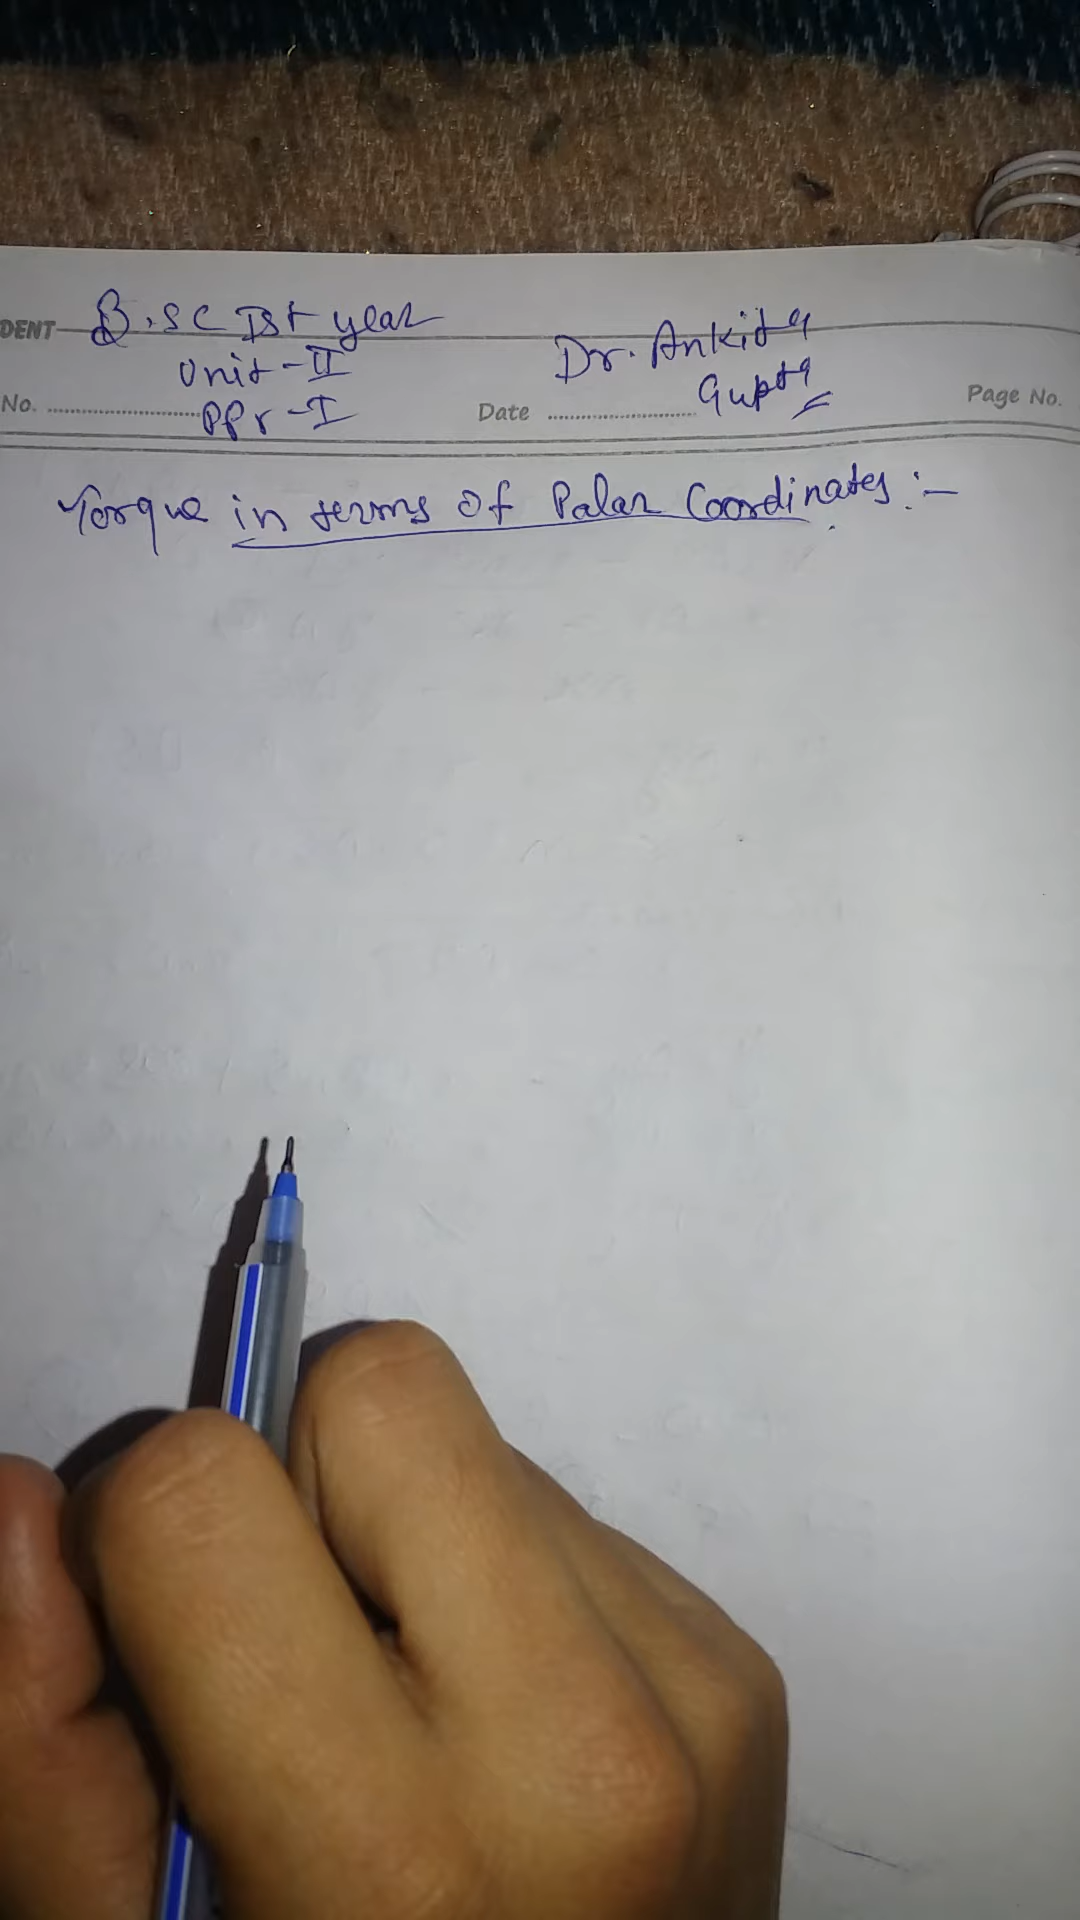 DENT B.SC Ist year
Unit-II
Dr. Ankita
Gupta
No. PPr-I
Date
Page No.
Torque in terms of Palar Coordinates :-